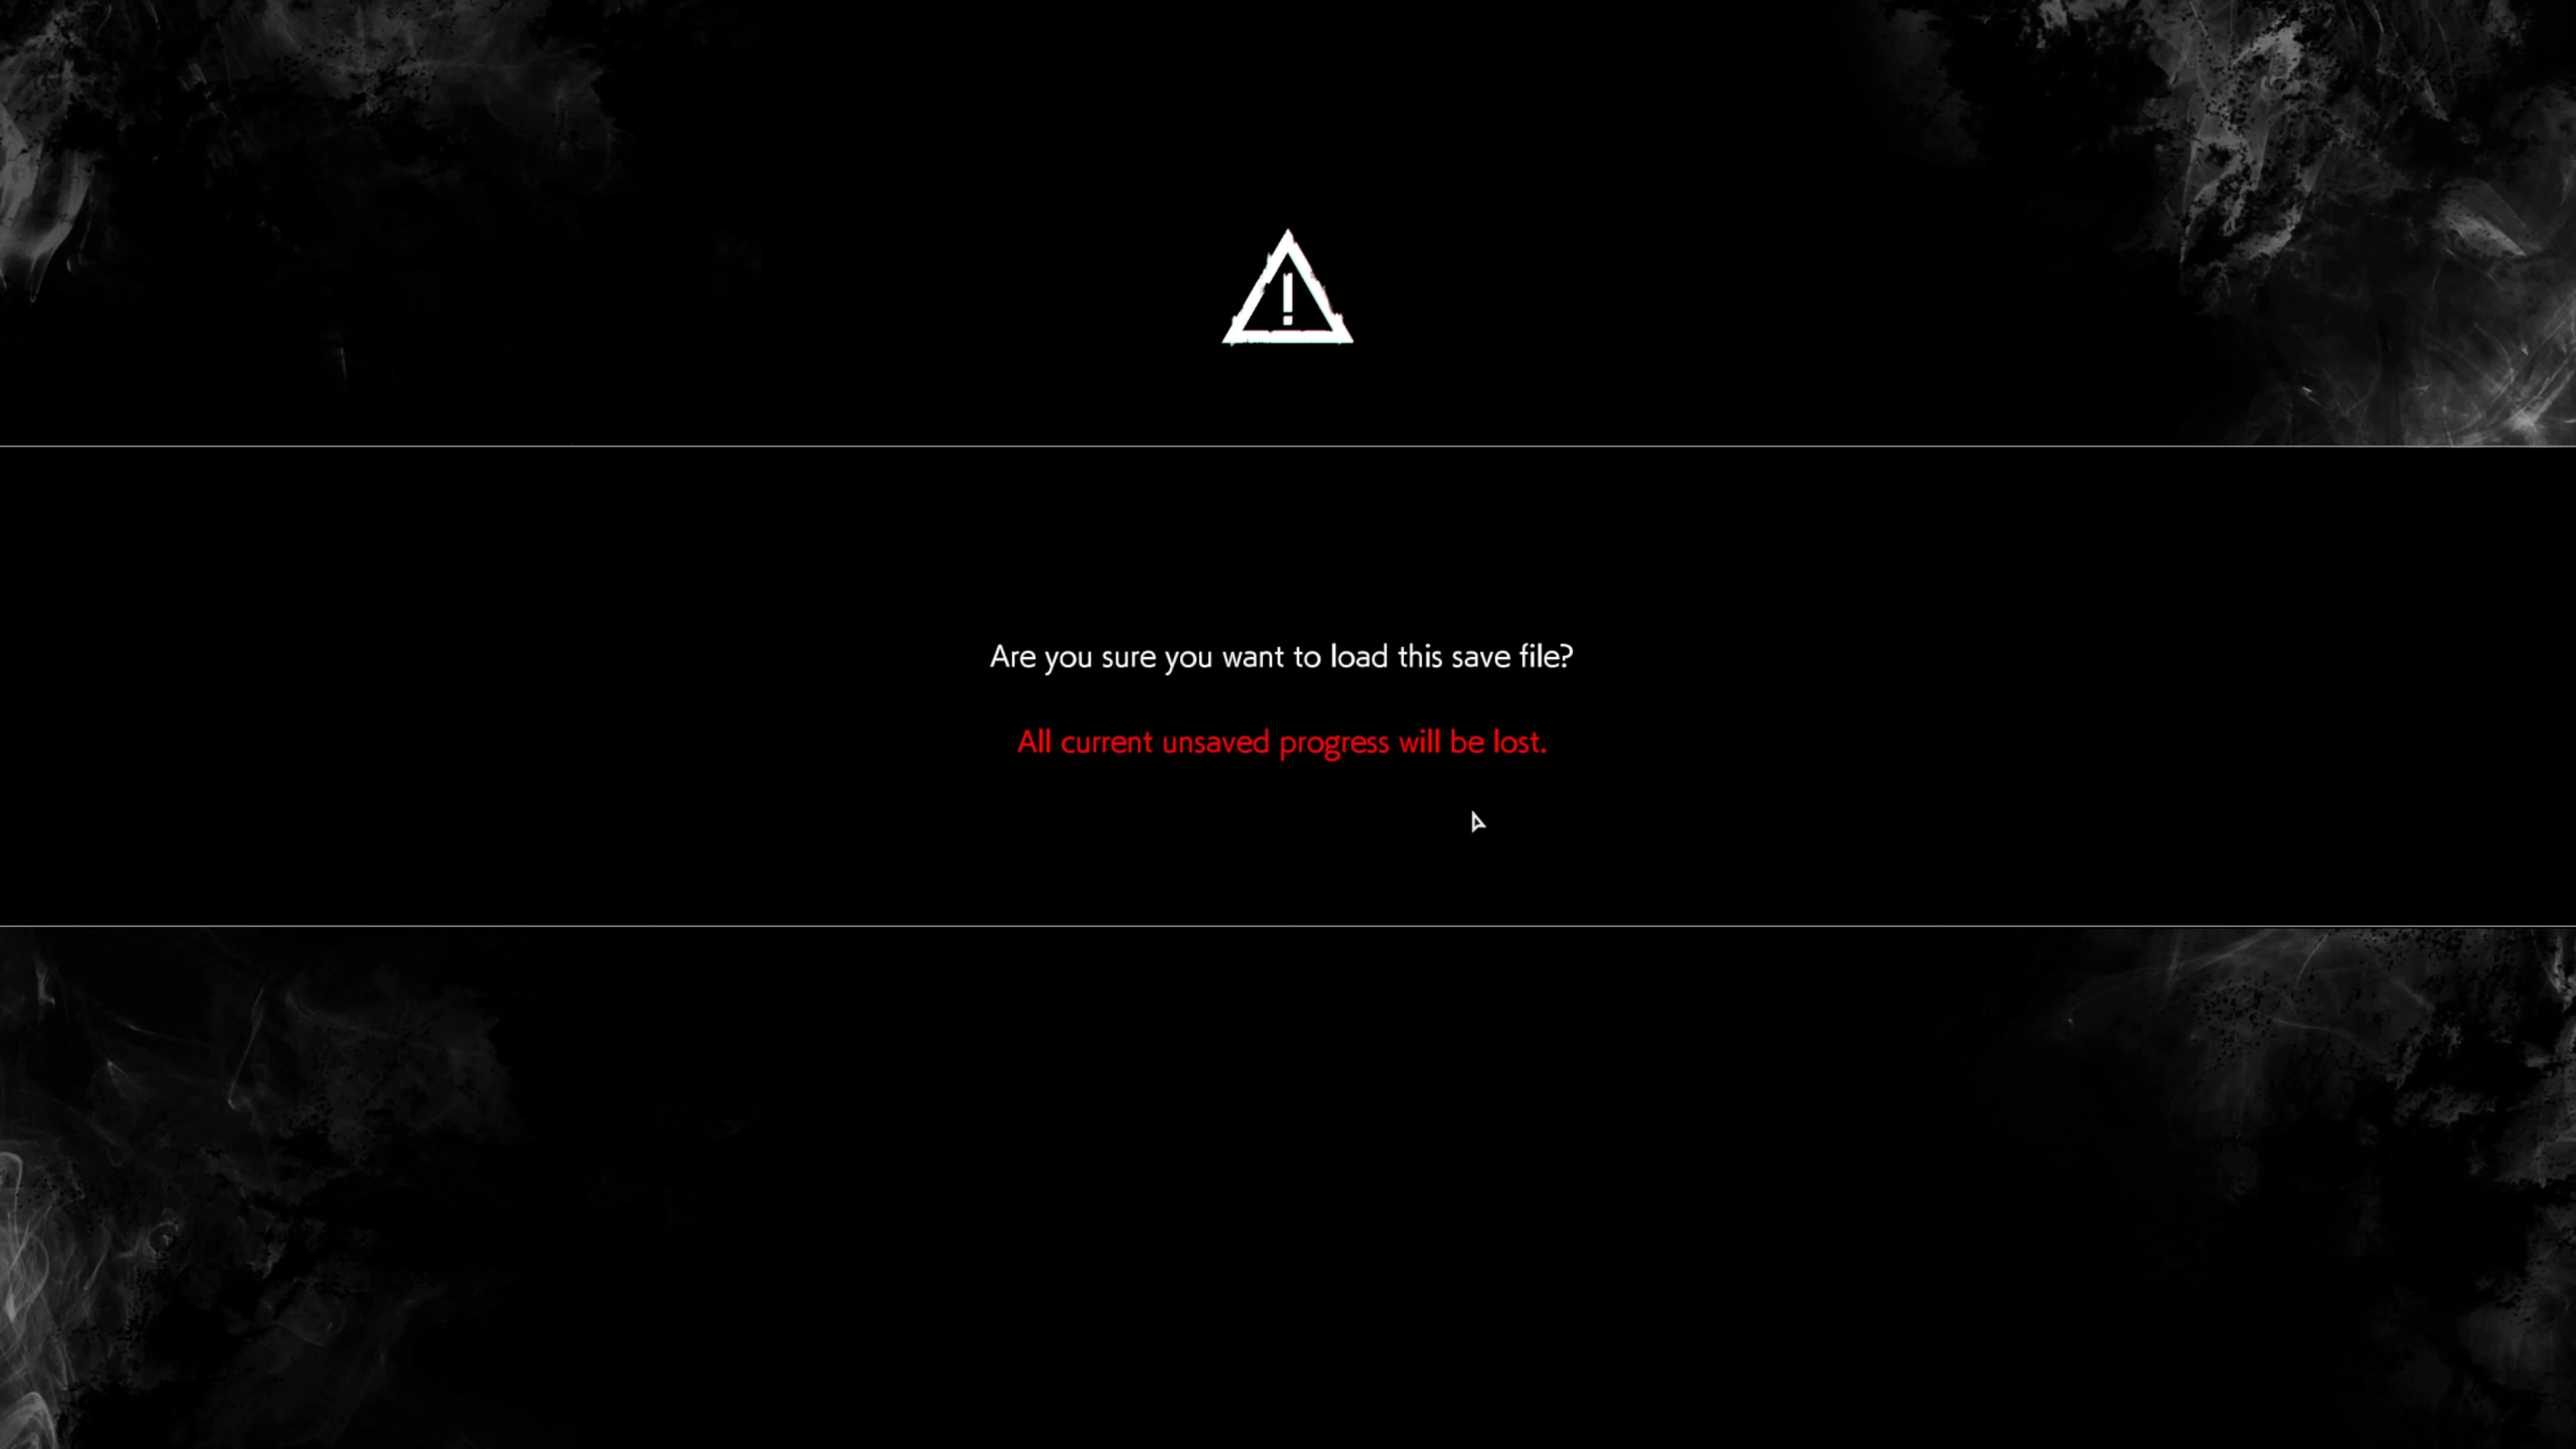 Are you sure you want to load this save file?
All current unsaved progress will be lost.